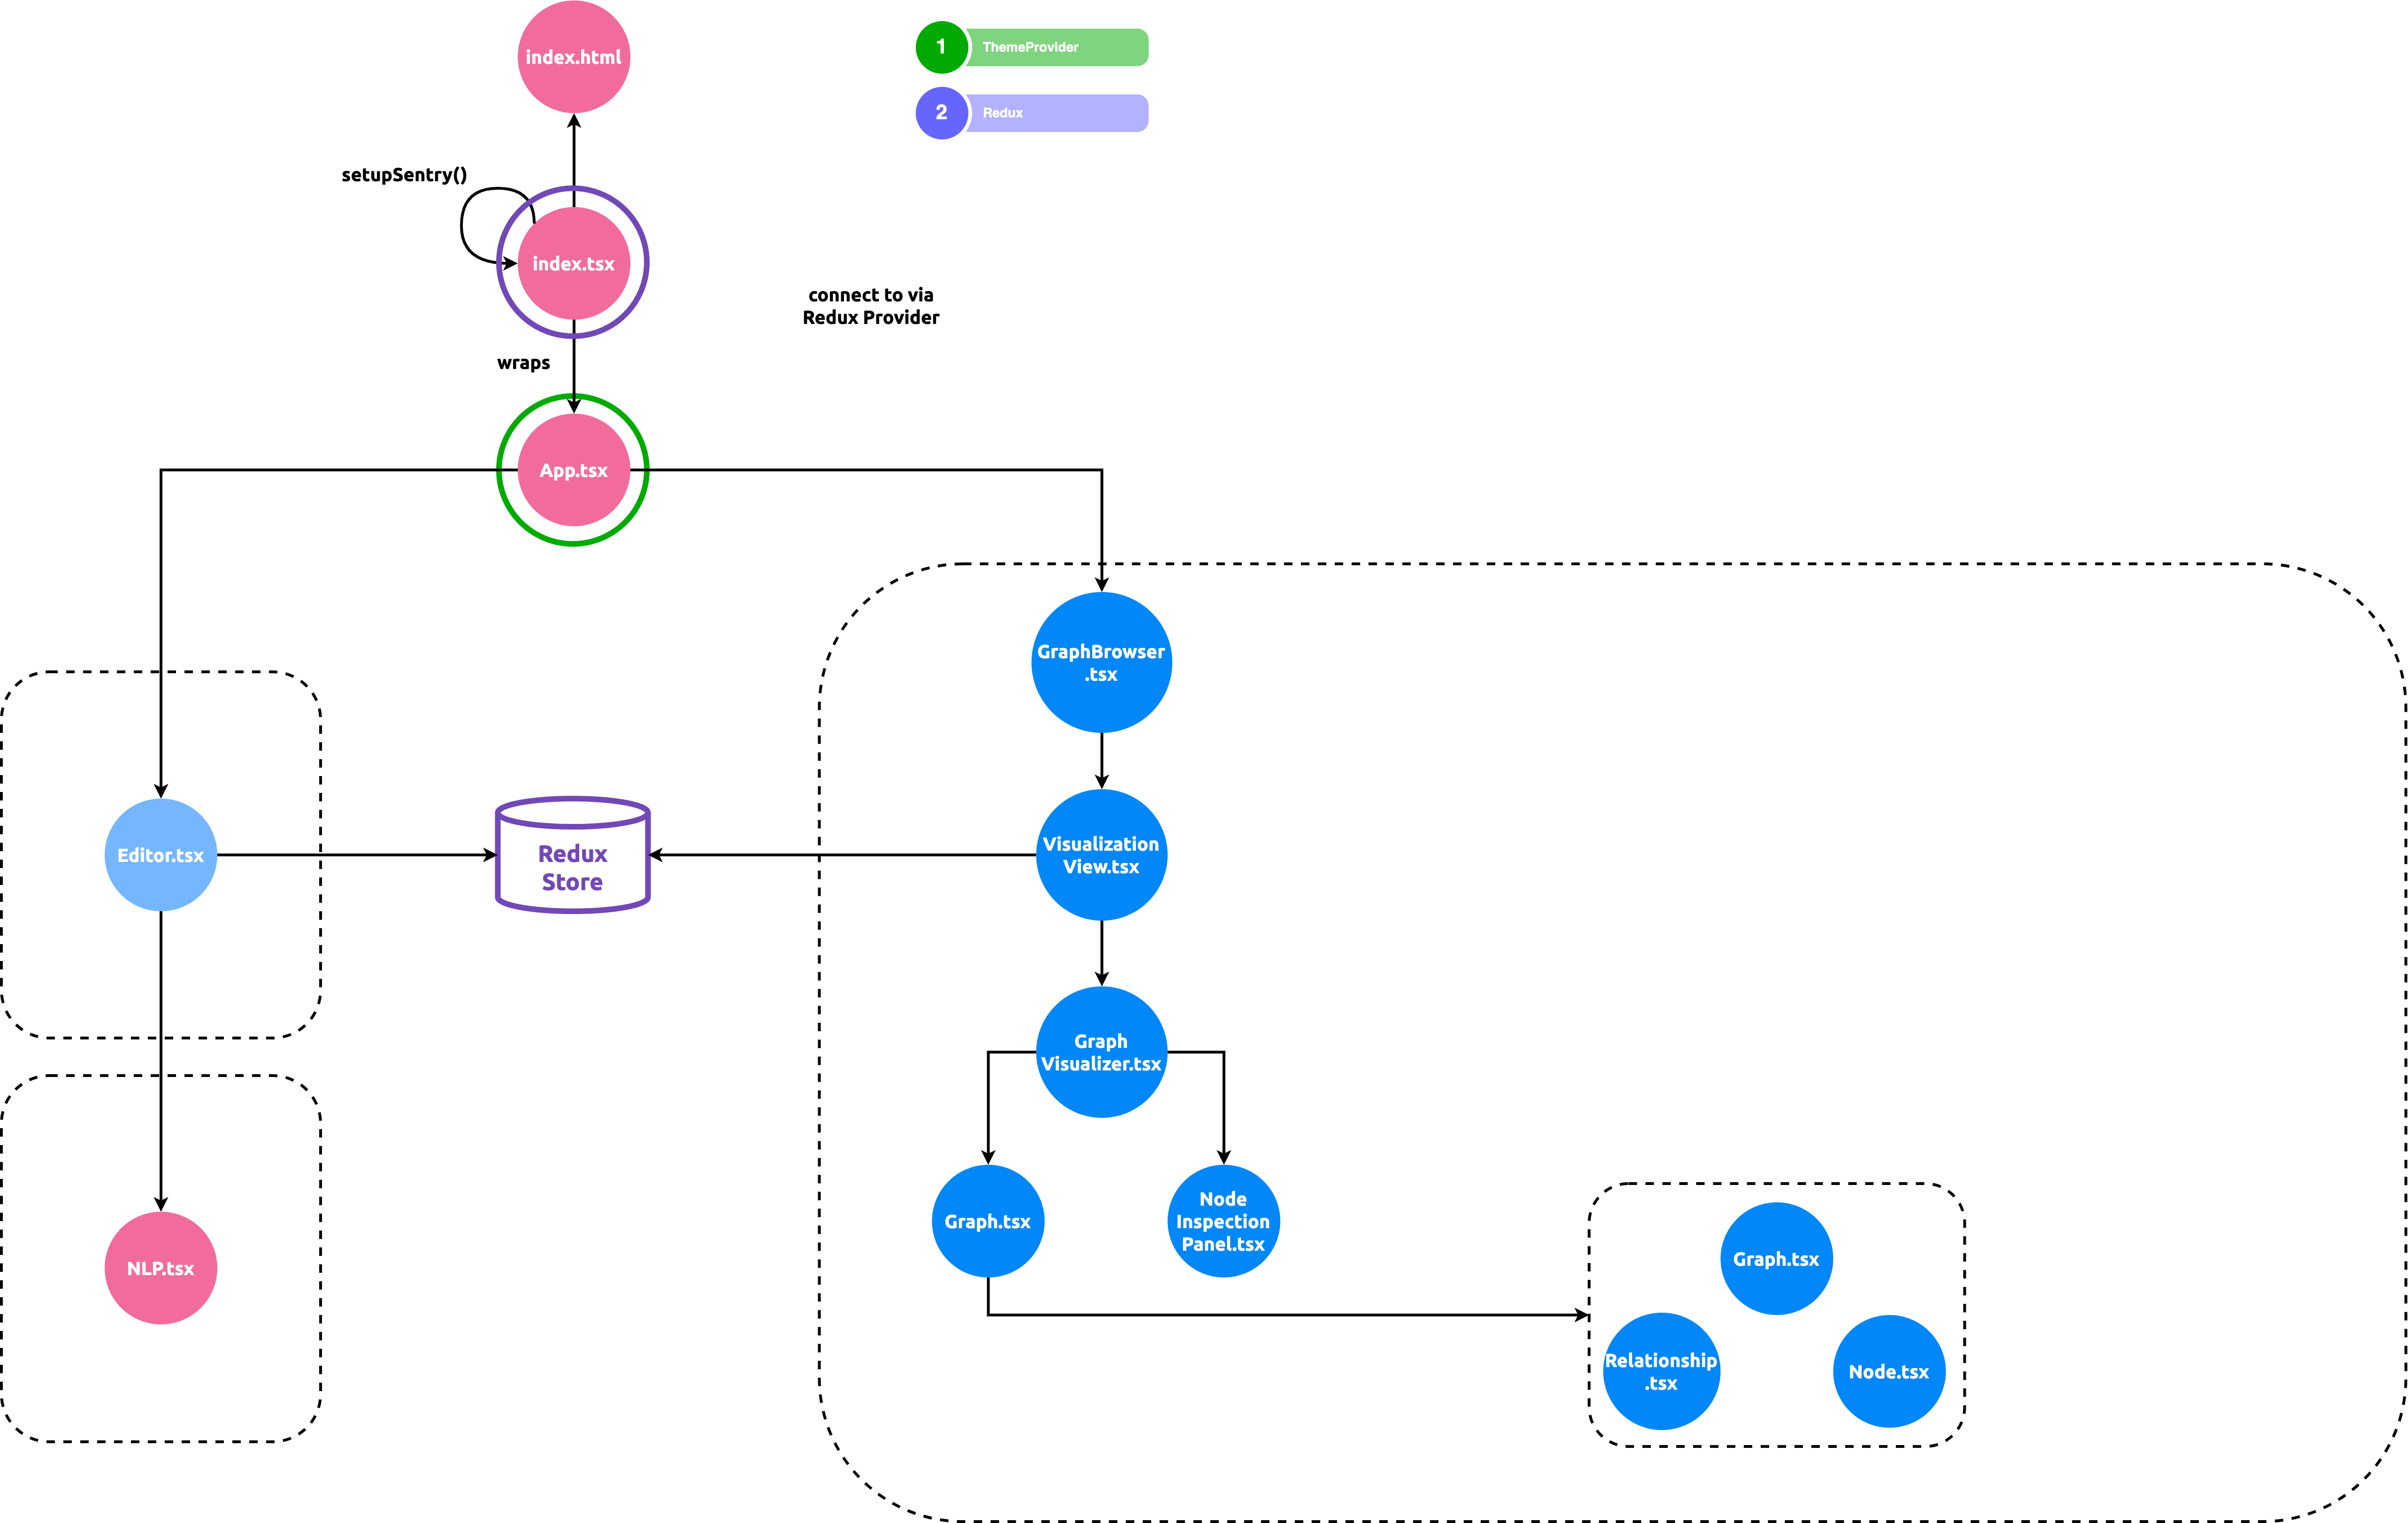 index.html
1
ThemeProvider
2
Redux
setupSentry()
index.tsx
connect to via
Redux Provider
wraps
App.tsx
GraphBrowser
.tsx
Editor.tsx
Redux
Store
Visualization
View.tsx
Graph
Visualizer.tsx
Graph.tsx
Node
Inspection
Panel.tsx
NLP.tsx
Graph.tsx
Relationship
.tsx
Node.tsx